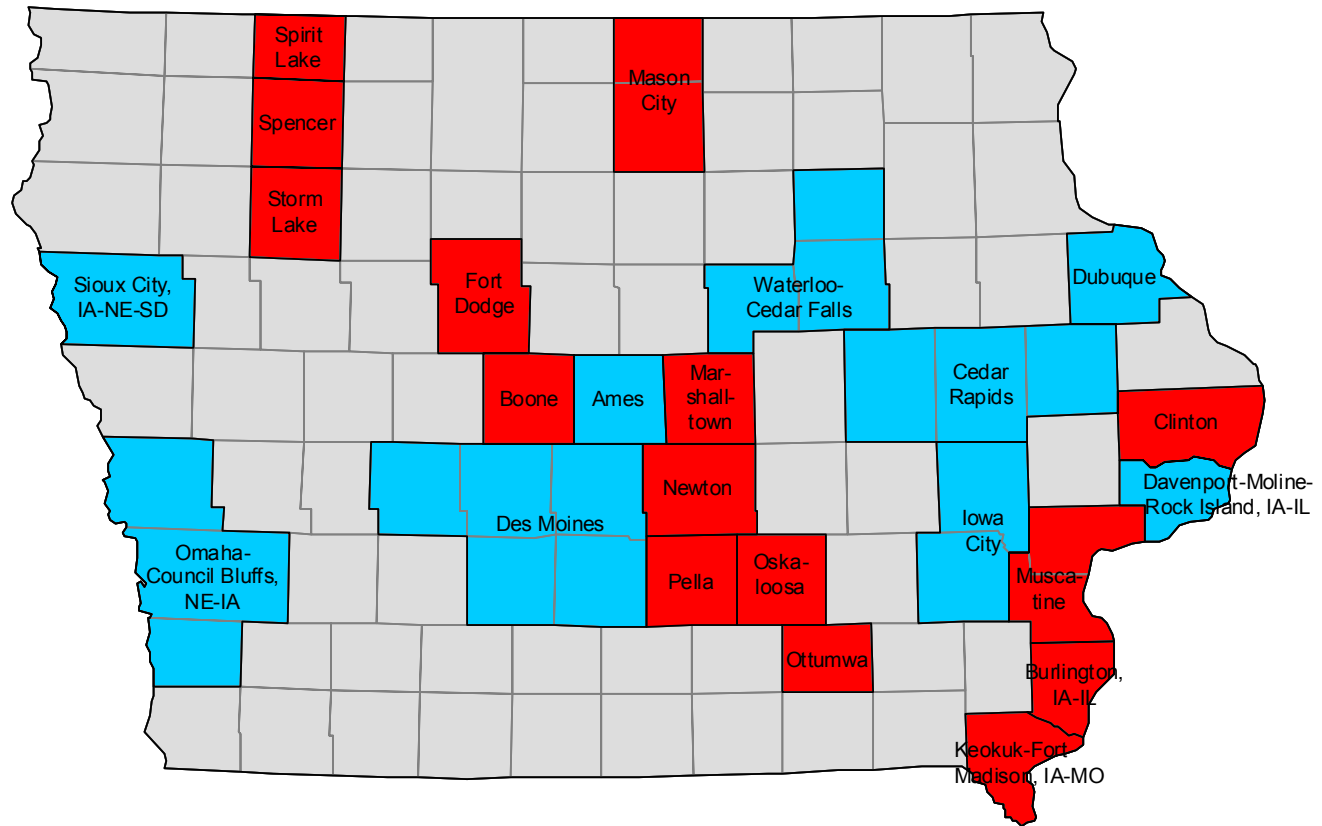 Spirit
Lake
Mason
City
Spencer
Storm
Lake
Sioux City,
IA-NE-SD
Fort
Dodge
Waterloo-
Cedar Falls
Dubuque
Boone
Ames
Mar-
shall-
town
Cedar
Rapids
Clinton
Newton
Davenport-Moline-
Rock Island, IA-IL
Des Moines
Iowa
City
Omaha-
Council Bluffs,
NE-IA
Pella
Oska-
loosa
Musca-
tine
Ottumwa
Burlington,
IA-IL
Keokuk-Fort
Madison, IA-MO